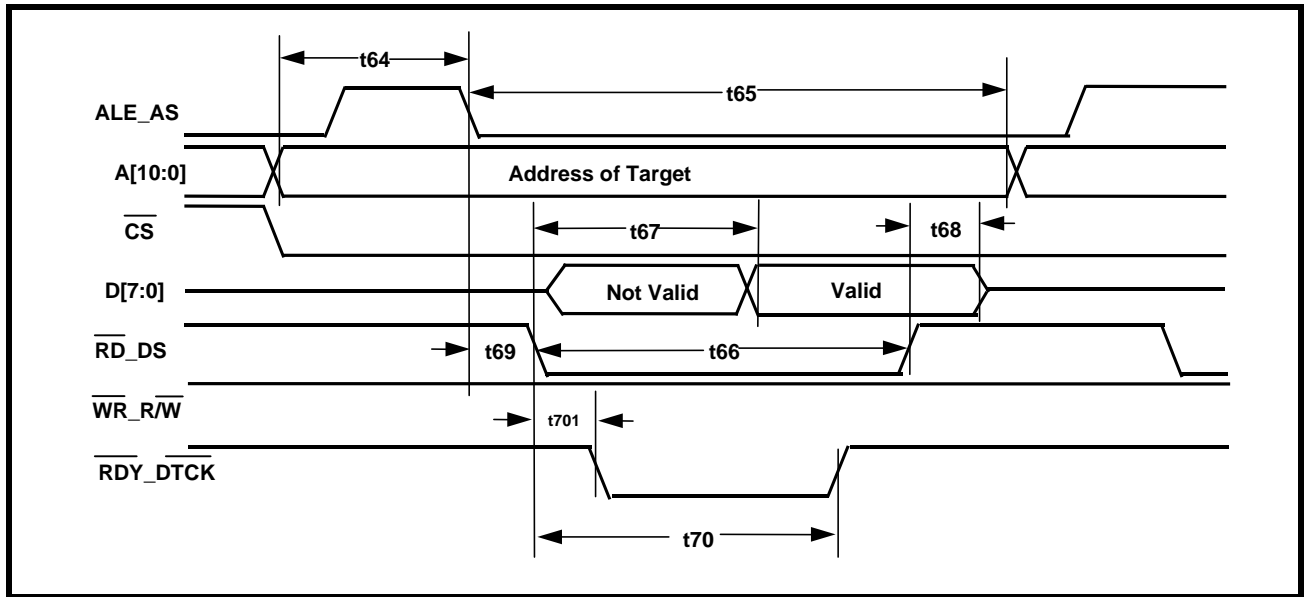 t64
t65
ALE_AS
A[10:0]
Address of Target
CS
t67
t68
D[7:0]
Not Valid
Valid
RD_DS
t69
t66
WR_R/W
t701
RDY_DTCK
t70